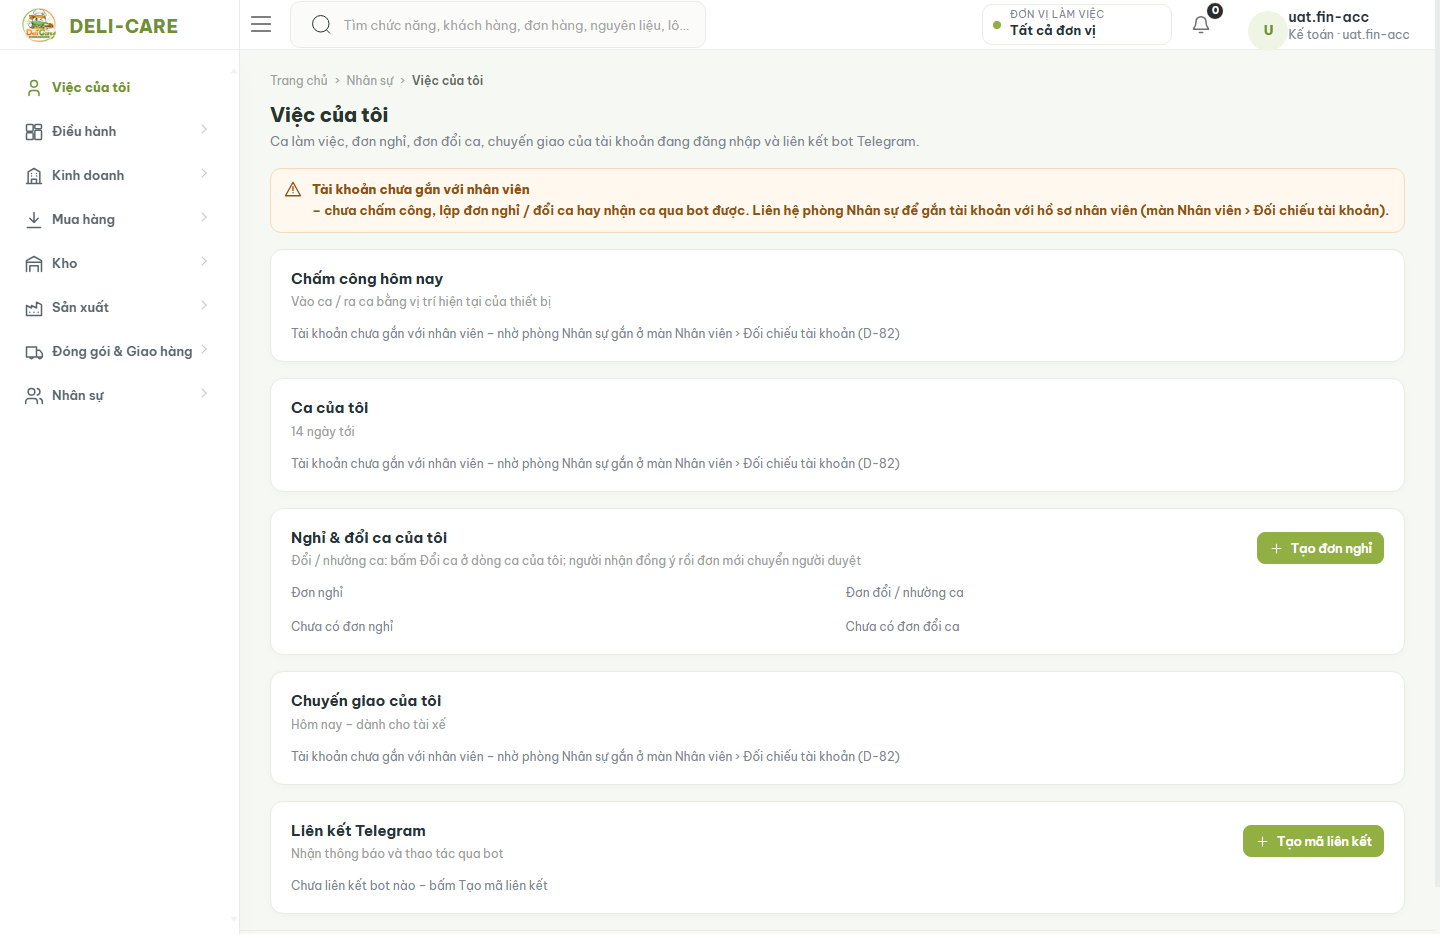 DELI-CARE
Tìm chức năng, khách hàng, đơn hàng, nguyên liệu, lô...
ĐƠN VỊ LÀM VIỆC
Tất cả đơn vị
0
U
uat.fin-acc
Kế toán · uat.fin-acc
Việc của tôi
Điều hành
Kinh doanh
Mua hàng
Kho
Sản xuất
Đóng gói & Giao hàng
Nhân sự
Trang chủ › Nhân sự › Việc của tôi
Việc của tôi
Ca làm việc, đơn nghỉ, đơn đổi ca, chuyến giao của tài khoản đang đăng nhập và liên kết bot Telegram.
Tài khoản chưa gắn với nhân viên
– chưa chấm công, lập đơn nghỉ / đổi ca hay nhận ca qua bot được. Liên hệ phòng Nhân sự để gắn tài khoản với hồ sơ nhân viên (màn Nhân viên › Đối chiếu tài khoản).
Chấm công hôm nay
Vào ca / ra ca bằng vị trí hiện tại của thiết bị
Tài khoản chưa gắn với nhân viên – nhờ phòng Nhân sự gắn ở màn Nhân viên › Đối chiếu tài khoản (D-82)
Ca của tôi
14 ngày tới
Tài khoản chưa gắn với nhân viên – nhờ phòng Nhân sự gắn ở màn Nhân viên › Đối chiếu tài khoản (D-82)
Nghỉ & đổi ca của tôi
Đổi / nhường ca: bấm Đổi ca ở dòng ca của tôi; người nhận đồng ý rồi đơn mới chuyển người duyệt
Tạo đơn nghỉ
Đơn nghỉ
Đơn đổi / nhường ca
Chưa có đơn nghỉ
Chưa có đơn đổi ca
Chuyến giao của tôi
Hôm nay – dành cho tài xế
Tài khoản chưa gắn với nhân viên – nhờ phòng Nhân sự gắn ở màn Nhân viên › Đối chiếu tài khoản (D-82)
Liên kết Telegram
Nhận thông báo và thao tác qua bot
Tạo mã liên kết
Chưa liên kết bot nào – bấm Tạo mã liên kết